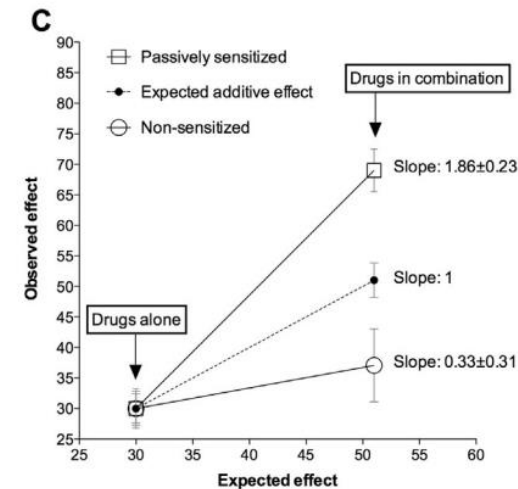 C
90
85
80
75
70
65
60
55
50
45
40
35
30
25
Observed effect
Passively sensitized
Expected additive effect
Non-sensitized
Drugs in combination
Slope: 1.86±0.23
Slope: 1
Slope: 0.33±0.31
Drugs alone
25 30 35 40 45 50 55 60
Expected effect